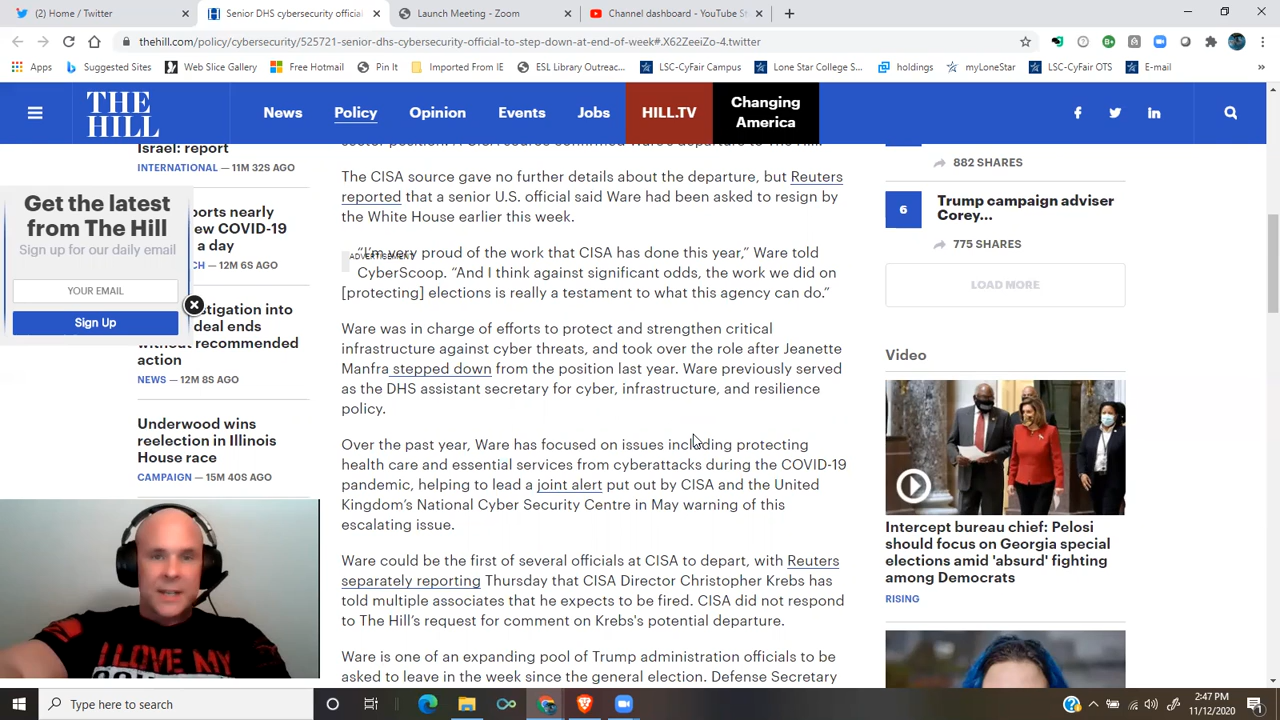 (1) Home / Twitter
Senior DHS cybersecurity official
Launch Meeting - Zoom
Channel dashboard - YouTube St
thehill.com/policy/cybersecurity/525721-senior-dhs-cybersecurity-official-to-step-down-at-end-of-week#.X62ZeeiZo-4.twitter
Apps
Suggested Sites
Web Slice Gallery
Free Hotmail
Pin It
Imported From IE
ESL Library Outreac...
LSC-CyFair Campus
Lone Star College S...
holdings
myLoneStar
LSC-CyFair OTS
E-mail
THE HILL
News
Policy
Opinion
Events
Jobs
HILL.TV
Changing
America
Israel: report
INTERNATIONAL — 11M 32S AGO
ports nearly
ew COVID-19
a day
CH — 12M 6S AGO
Get the latest
from The Hill
Sign up for our daily email
YOUR EMAIL
Sign Up
stigation into
deal ends
without recommended
action
NEWS — 12M 8S AGO
Underwood wins
reelection in Illinois
House race
CAMPAIGN — 15M 40S AGO
The CISA source gave no further details about the departure, but Reuters
reported that a senior U.S. official said Ware had been asked to resign by
the White House earlier this week.
ADVERTISEMENT
“I’m very proud of the work that CISA has done this year,” Ware told
CyberScoop. “And I think against significant odds, the work we did on
[protecting] elections is really a testament to what this agency can do.”
Ware was in charge of efforts to protect and strengthen critical
infrastructure against cyber threats, and took over the role after Jeanette
Manfra stepped down from the position last year. Ware previously served
as the DHS assistant secretary for cyber, infrastructure, and resilience
policy.
Over the past year, Ware has focused on issues including protecting
health care and essential services from cyberattacks during the COVID-19
pandemic, helping to lead a joint alert put out by CISA and the United
Kingdom’s National Cyber Security Centre in May warning of this
escalating issue.
Ware could be the first of several officials at CISA to depart, with Reuters
separately reporting Thursday that CISA Director Christopher Krebs has
told multiple associates that he expects to be fired. CISA did not respond
to The Hill’s request for comment on Krebs's potential departure.
Ware is one of an expanding pool of Trump administration officials to be
asked to leave in the week since the general election. Defense Secretary
882 SHARES
6
Trump campaign adviser
Corey...
775 SHARES
LOAD MORE
Video
Intercept bureau chief: Pelosi
should focus on Georgia special
elections amid 'absurd' fighting
among Democrats
RISING
I LOVE MY
Type here to search
2:47 PM
11/12/2020